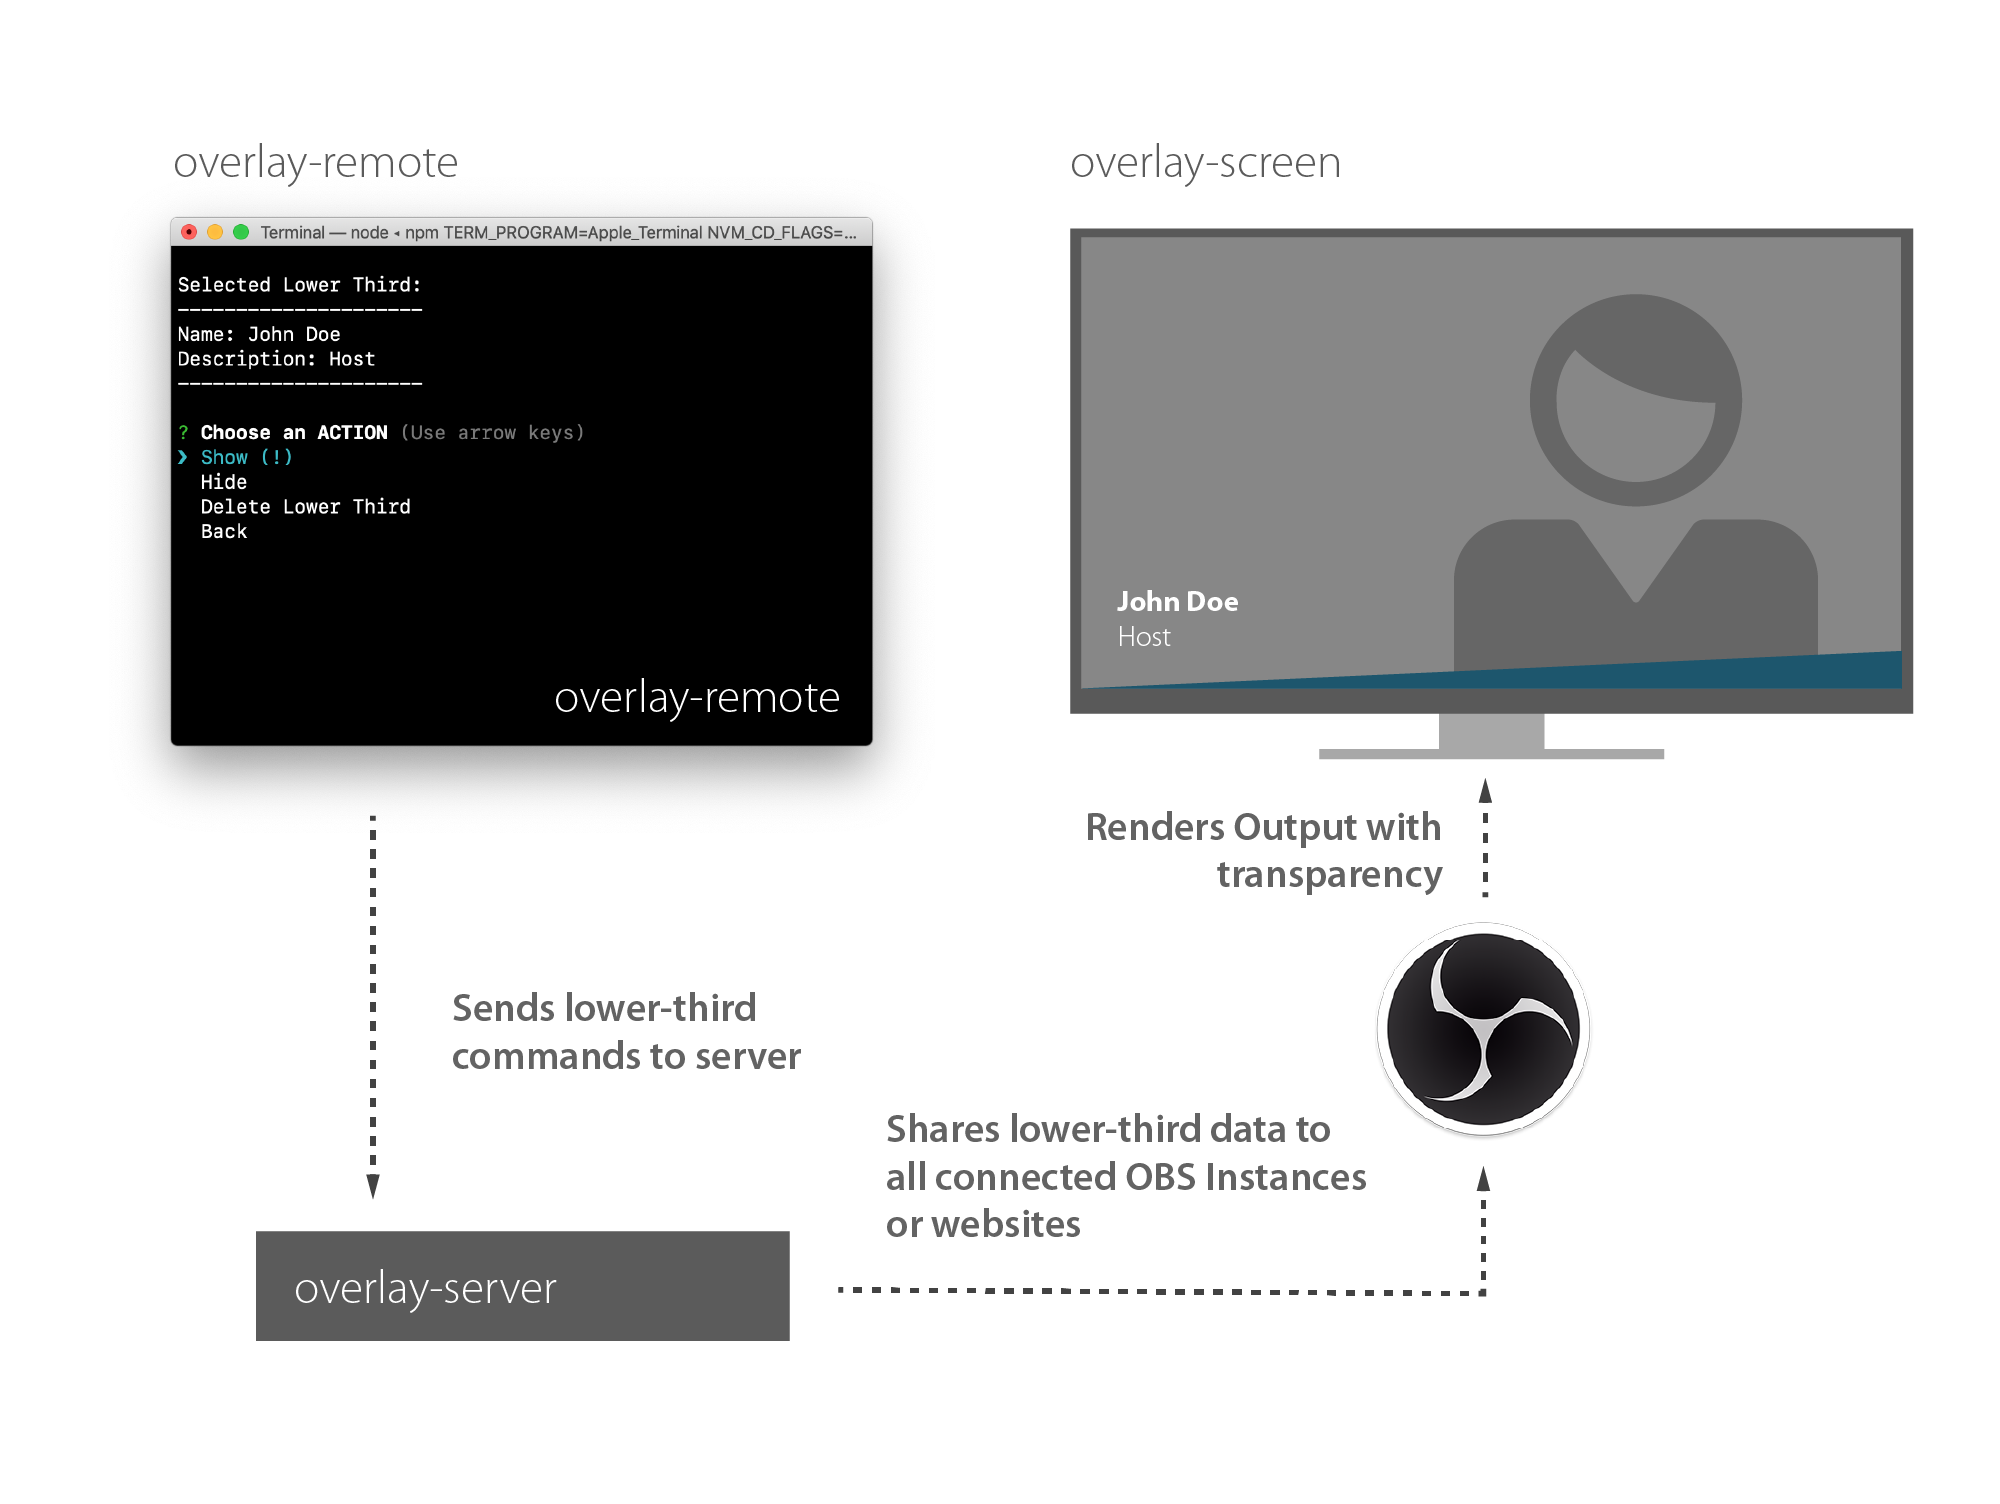 overlay-remote
Terminal — node ◂ npm TERM_PROGRAM=Apple_Terminal NVM_CD_FLAGS=...
Selected Lower Third:
---------------------
Name: John Doe
Description: Host
---------------------
? Choose an ACTION (Use arrow keys)
❯ Show (!)
Hide
Delete Lower Third
Back
overlay-remote
overlay-screen
John Doe
Host
Renders Output with
transparency
Sends lower-third
commands to server
Shares lower-third data to
all connected OBS Instances
or websites
overlay-server